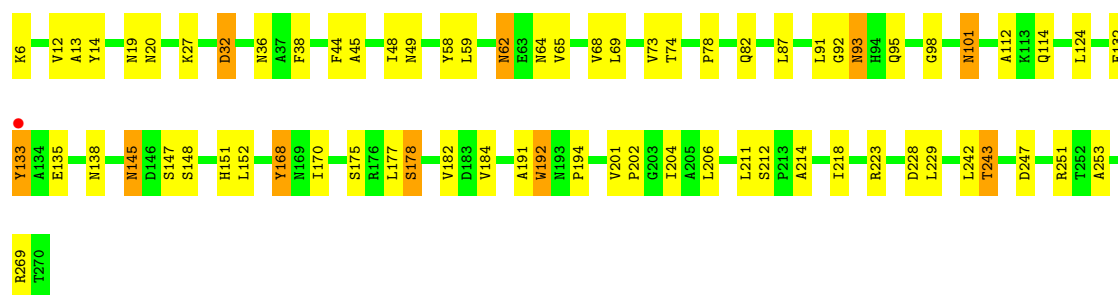 K6 V12 A13 Y14 N19 N20 K27 D32 N36 A37 F38 F44 A45 I48 N49 Y58 L59 N62 E63 N64 V65 V68 L69 V73 T74 P78 Q82 L87 L91 G92 N93 H94 Q95 G98 N101 A112 K113 Q114 L124
Y133 A134 E135 N138 N145 D146 S147 S148 H151 L152 Y168 N169 I170 S175 R176 L177 S178 V182 D183 V184 A191 W192 N193 P194 V201 P202 G203 I204 A205 L206 L211 S212 P213 A214 I218 R223 D228 L229 L242 T243 D247 R251 T252 A253
R269 T270